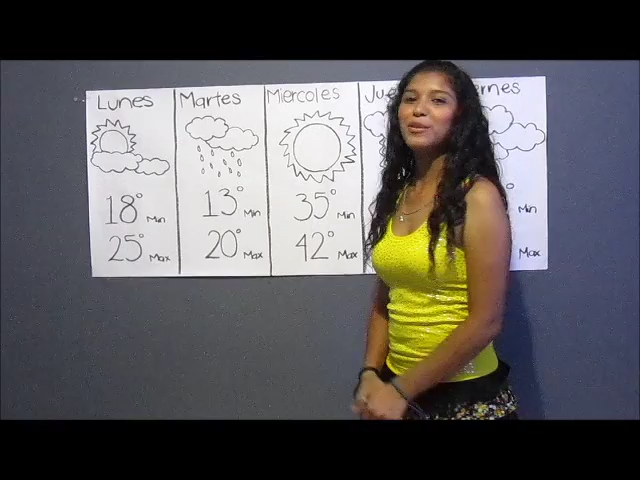 Lunes
18° Min
25° Max
Martes
13° Min
20° Max
Miercoles
35° Min
42° Max
° Min
Max